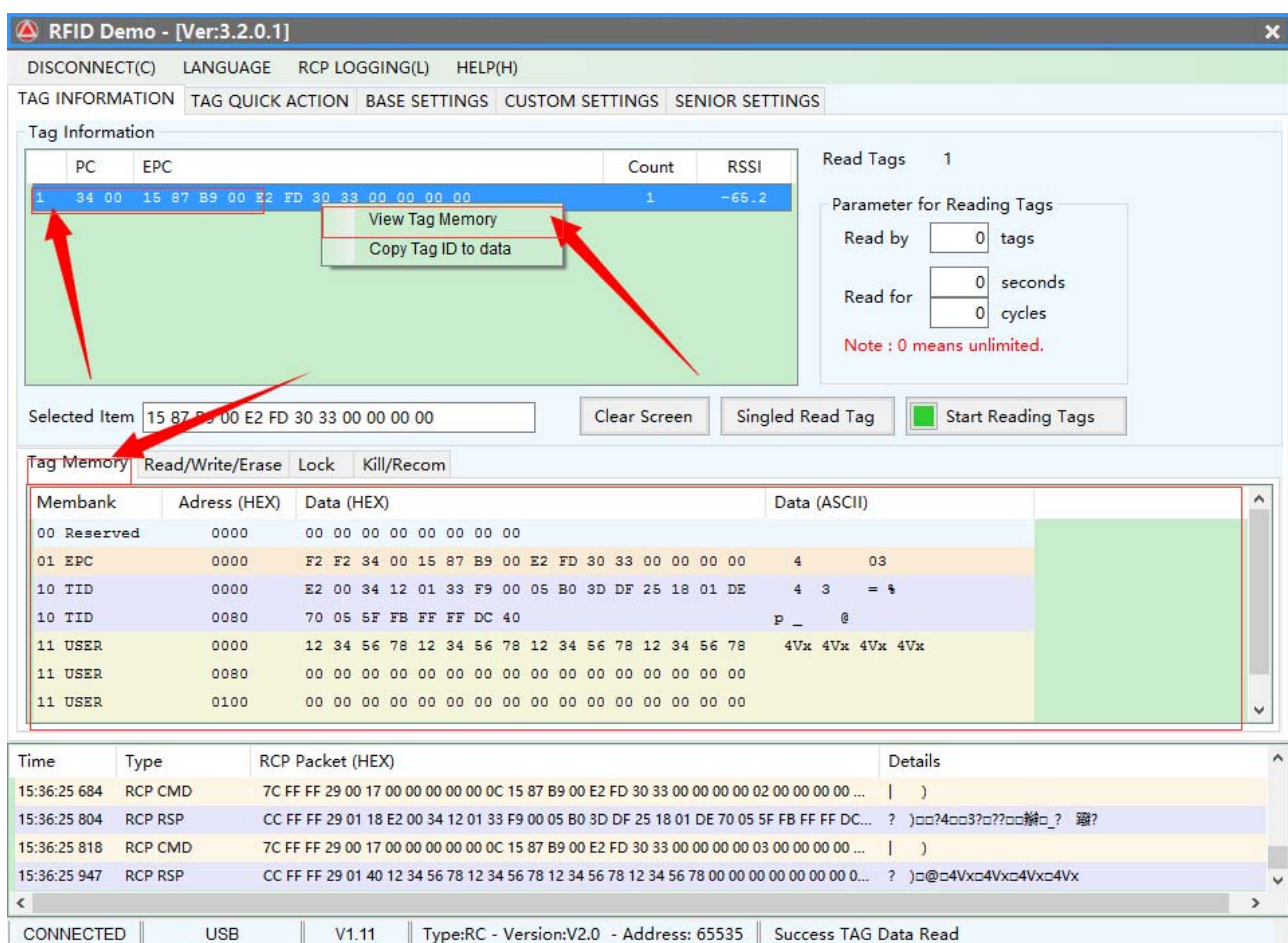 RFID Demo - [Ver:3.2.0.1]
DISCONNECT(C) LANGUAGE RCP LOGGING(L) HELP(H)
TAG INFORMATION TAG QUICK ACTION BASE SETTINGS CUSTOM SETTINGS SENIOR SETTINGS
Tag Information
PC EPC Count RSSI
1 34 00 15 87 B9 00 E2 FD 30 33 00 00 00 00 1 -65.2
View Tag Memory
Copy Tag ID to data
Read Tags 1
Parameter for Reading Tags
Read by 0 tags
Read for 0 seconds
0 cycles
Note : 0 means unlimited.
Selected Item 15 87 B9 00 E2 FD 30 33 00 00 00 00 Clear Screen Singled Read Tag Start Reading Tags
Tag Memory Read/Write/Erase Lock Kill/Recom
Membank Adress (HEX) Data (HEX) Data (ASCII)
00 Reserved 0000 00 00 00 00 00 00 00 00
01 EPC 0000 F2 F2 34 00 15 87 B9 00 E2 FD 30 33 00 00 00 00 4 03
10 TID 0000 E2 00 34 12 01 33 F9 00 05 B0 3D DF 25 18 01 DE 4 3 = %
10 TID 0080 70 05 5F FB FF FF DC 40 p _ @
11 USER 0000 12 34 56 78 12 34 56 78 12 34 56 78 12 34 56 78 4Vx 4Vx 4Vx 4Vx
11 USER 0080 00 00 00 00 00 00 00 00 00 00 00 00 00 00 00 00
11 USER 0100 00 00 00 00 00 00 00 00 00 00 00 00 00 00 00 00
Time Type RCP Packet (HEX) Details
15:36:25 684 RCP CMD 7C FF FF 29 00 17 00 00 00 00 00 0C 15 87 B9 00 E2 FD 30 33 00 00 00 00 02 00 00 00 00 ... | )
15:36:25 804 RCP RSP CC FF FF 29 01 18 E2 00 34 12 01 33 F9 00 05 B0 3D DF 25 18 01 DE 70 05 5F FB FF FF DC... ? )□□?4□□3?□??□□
15:36:25 818 RCP CMD 7C FF FF 29 00 17 00 00 00 00 00 0C 15 87 B9 00 E2 FD 30 33 00 00 00 00 03 00 00 00 00 ... | )
15:36:25 947 RCP RSP CC FF FF 29 01 40 12 34 56 78 12 34 56 78 12 34 56 78 12 34 56 78 00 00 00 00 00 00 00 0... ? )□@□4Vx□4Vx□4Vx□4Vx
CONNECTED USB V1.11 Type:RC - Version:V2.0 - Address: 65535 Success TAG Data Read